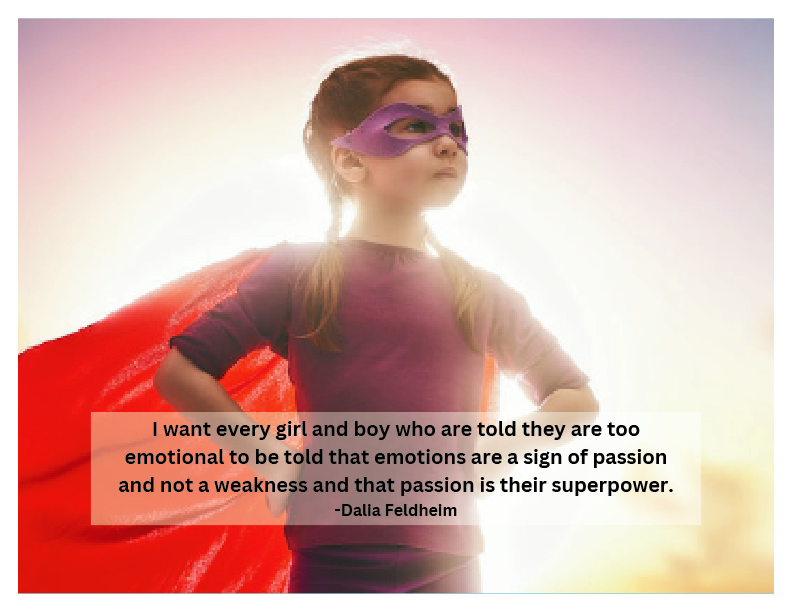 I want every girl and boy who are told they are too
emotional to be told that emotions are a sign of passion
and not a weakness and that passion is their superpower.
-Dalia Feldheim